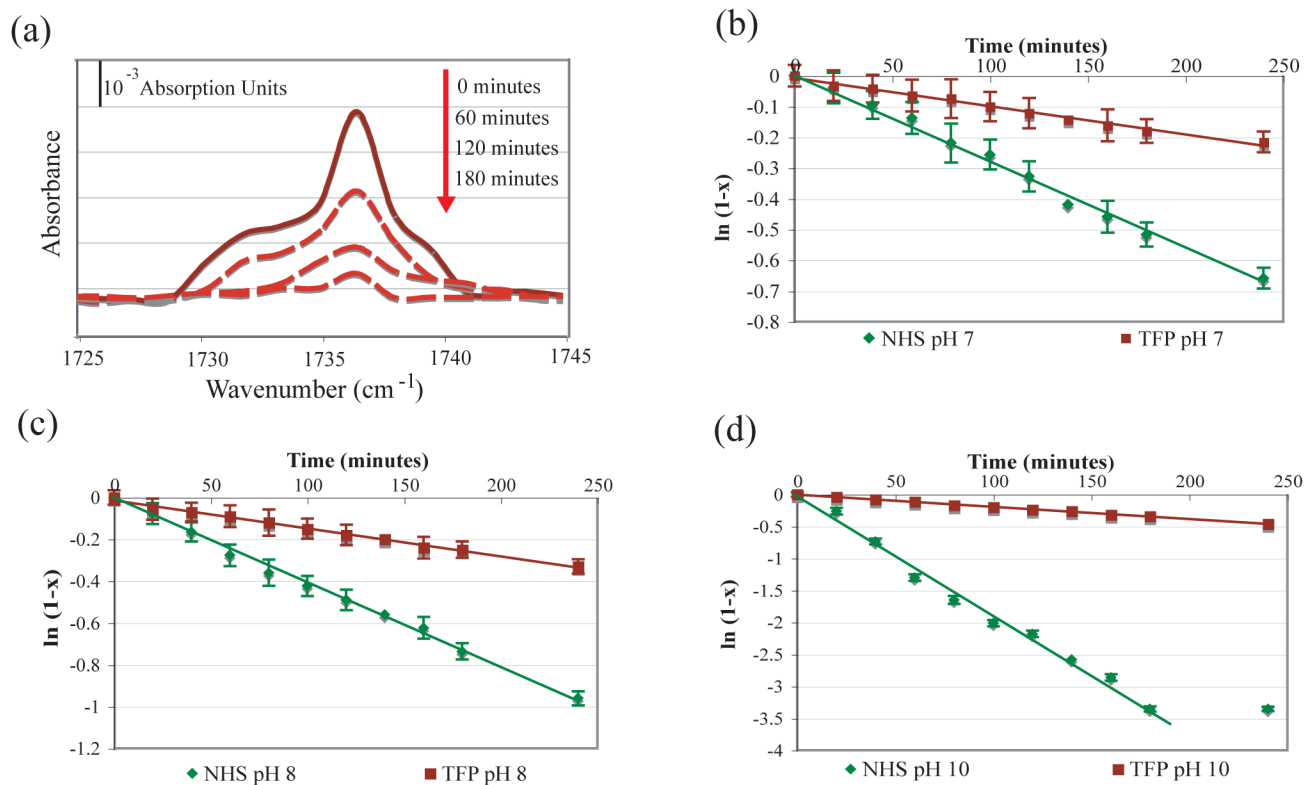 (a)
10⁻³ Absorption Units
0 minutes
60 minutes
120 minutes
180 minutes
Absorbance
1725 1730 1735 1740 1745
Wavenumber (cm⁻¹)
(b)
Time (minutes)
0 50 100 150 200 250
0
-0.1
-0.2
-0.3
-0.4
-0.5
-0.6
-0.7
-0.8
ln (1-x)
NHS pH 7 TFP pH 7
(c)
Time (minutes)
0 50 100 150 200 250
0
-0.2
-0.4
-0.6
-0.8
-1
-1.2
ln (1-x)
NHS pH 8 TFP pH 8
(d)
Time (minutes)
0 50 100 150 200 250
0
-0.5
-1
-1.5
-2
-2.5
-3
-3.5
-4
ln (1-x)
NHS pH 10 TFP pH 10